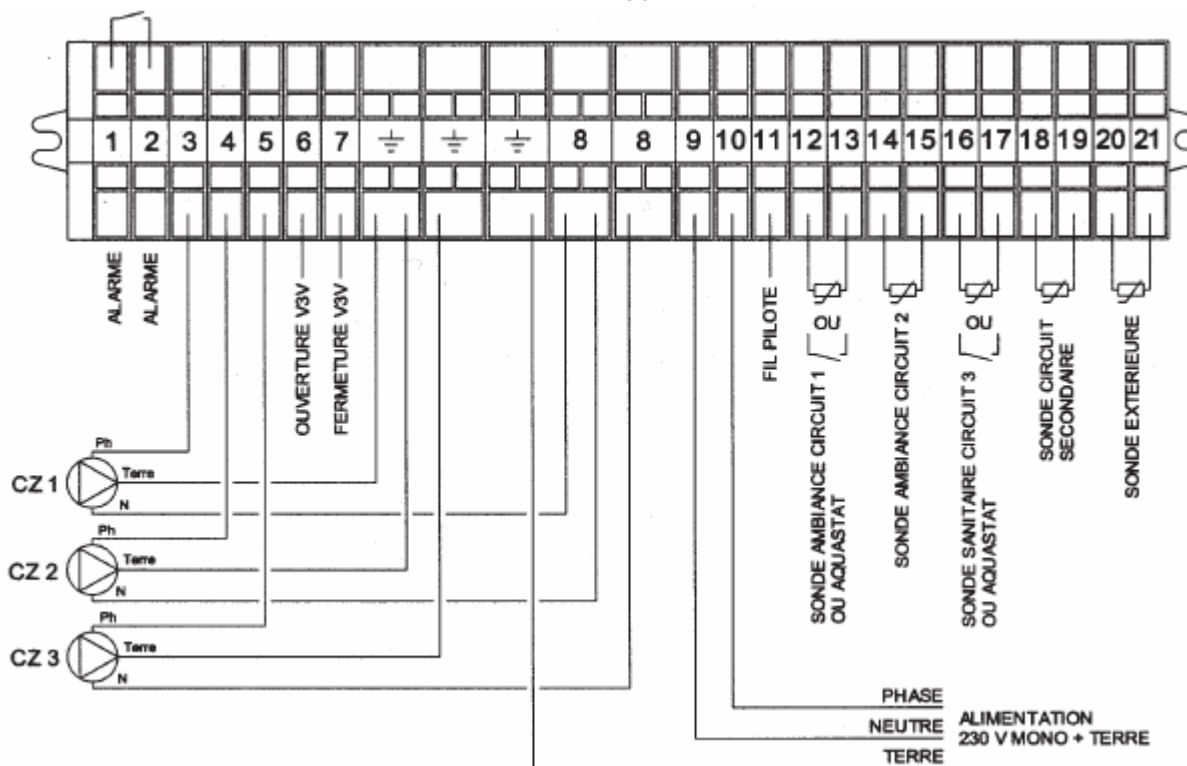 1 2 3 4 5 6 7 8 8 9 10 11 12 13 14 15 16 17 18 19 20 21
ALARME
ALARME
OUVERTURE V3V
FERMETURE V3V
FIL PILOTE
OU
SONDE AMBIANCE CIRCUIT 1
OU AQUASTAT
SONDE AMBIANCE CIRCUIT 2
OU
SONDE SANITAIRE CIRCUIT 3
OU AQUASTAT
SONDE CIRCUIT
SECONDAIRE
SONDE EXTERIEURE
Ph
CZ 1
Terre
N
Ph
CZ 2
Terre
N
Ph
CZ 3
Terre
N
PHASE
NEUTRE
TERRE
ALIMENTATION
230 V MONO + TERRE